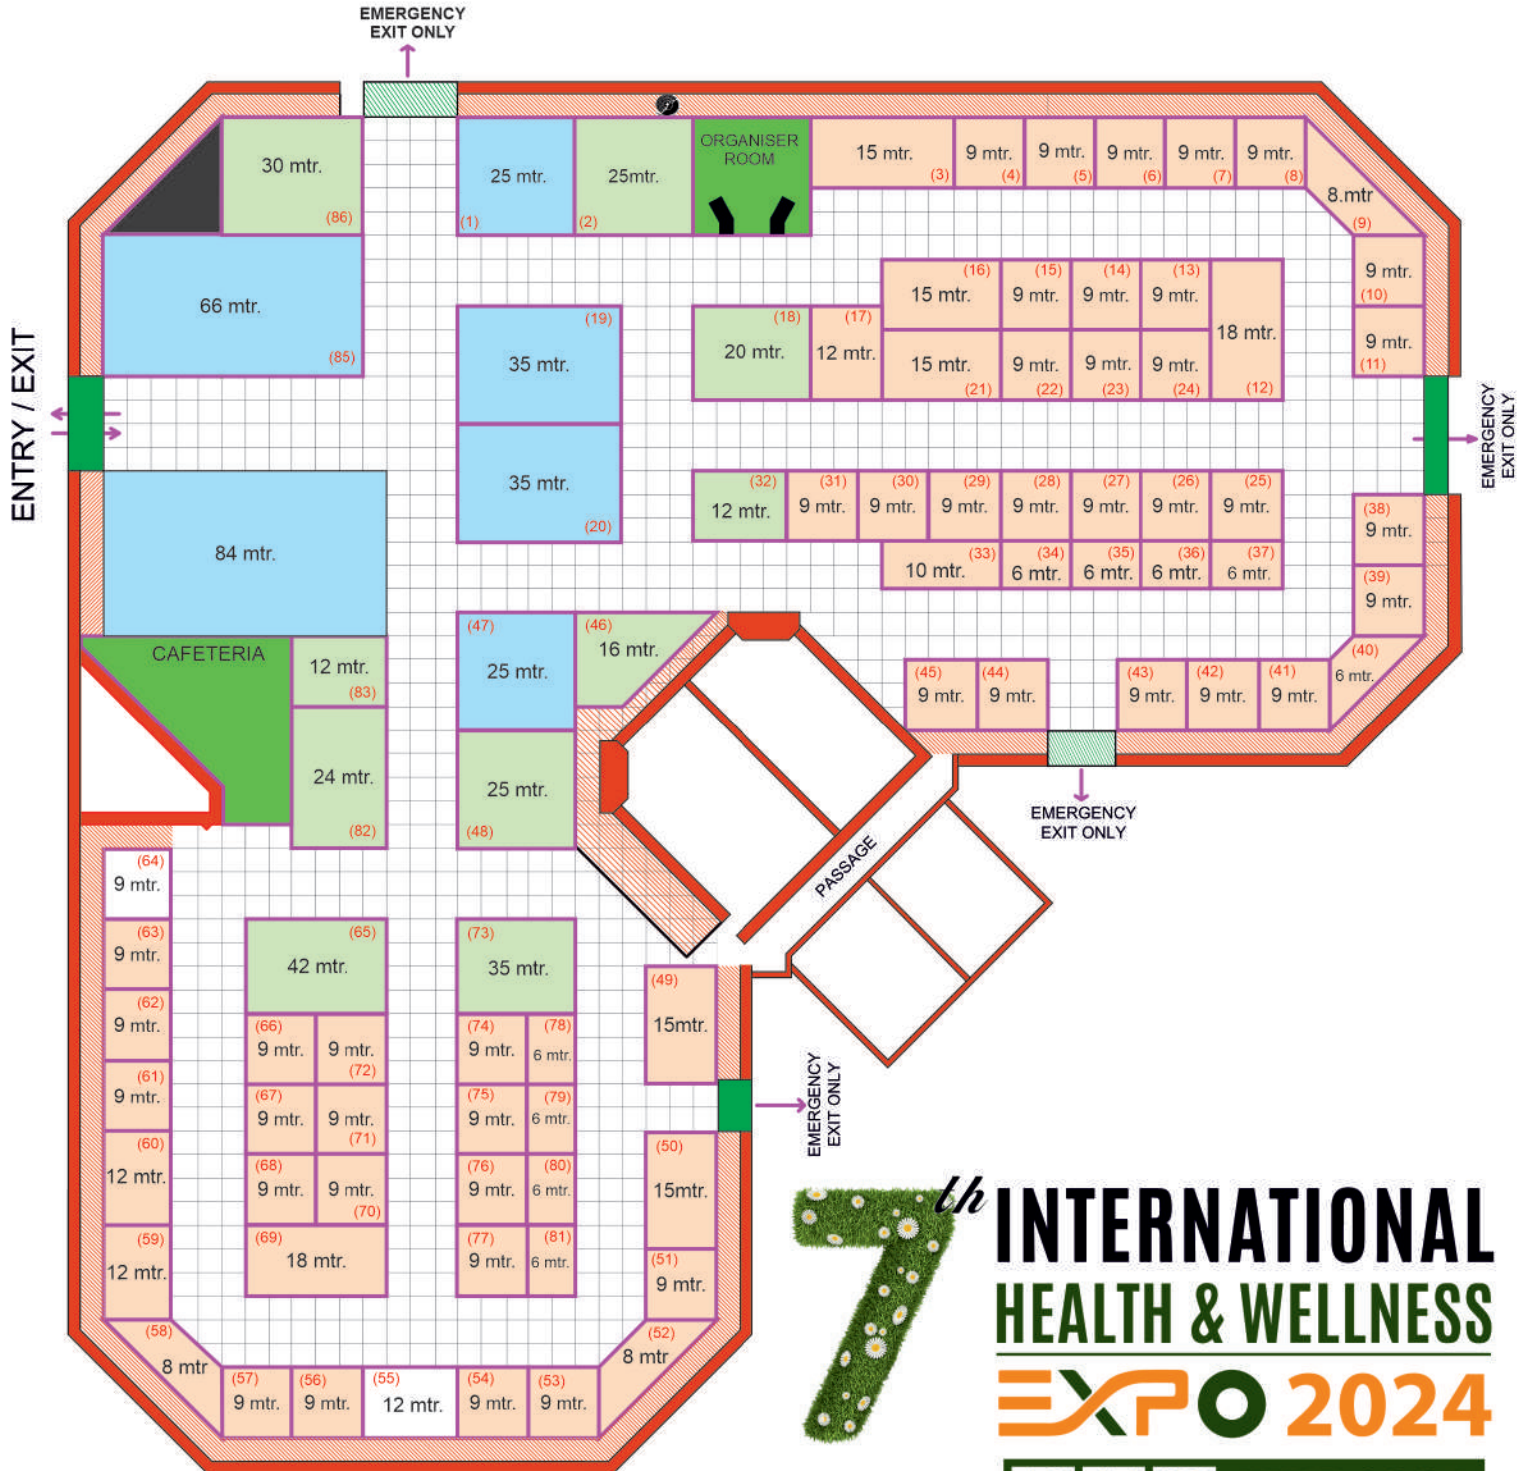 EMERGENCY
EXIT ONLY
30 mtr.
(86)
25 mtr.
(1)
25mtr.
(2)
ORGANISER
ROOM
15 mtr.
(3)
9 mtr.
(4)
9 mtr.
(5)
9 mtr.
(6)
9 mtr.
(7)
9 mtr.
(8)
8.mtr
(9)
9 mtr.
(10)
9 mtr.
(11)
66 mtr.
(85)
(19)
35 mtr.
35 mtr.
(20)
(18)
20 mtr.
(17)
12 mtr.
(16)
15 mtr.
(15)
9 mtr.
(14)
9 mtr.
(13)
9 mtr.
18 mtr.
(12)
15 mtr.
(21)
9 mtr.
(22)
9 mtr.
(23)
9 mtr.
(24)
ENTRY / EXIT
EMERGENCY
EXIT ONLY
84 mtr.
(32)
12 mtr.
(31)
9 mtr.
(30)
9 mtr.
(29)
9 mtr.
(28)
9 mtr.
(27)
9 mtr.
(26)
9 mtr.
(25)
9 mtr.
(33)
10 mtr.
(34)
6 mtr.
(35)
6 mtr.
(36)
6 mtr.
(37)
6 mtr.
(38)
9 mtr.
(39)
9 mtr.
(40)
6 mtr.
CAFETERIA
12 mtr.
(83)
24 mtr.
(82)
(47)
25 mtr.
(46)
16 mtr.
25 mtr.
(48)
(45)
9 mtr.
(44)
9 mtr.
(43)
9 mtr.
(42)
9 mtr.
(41)
9 mtr.
EMERGENCY
EXIT ONLY
PASSAGE
(64)
9 mtr.
(63)
9 mtr.
(62)
9 mtr.
(61)
9 mtr.
(60)
12 mtr.
(59)
12 mtr.
(58)
8 mtr
(65)
42 mtr.
(66)
9 mtr.
9 mtr.
(72)
(67)
9 mtr.
9 mtr.
(71)
(68)
9 mtr.
9 mtr.
(70)
(69)
18 mtr.
(73)
35 mtr.
(74)
9 mtr.
(78)
6 mtr.
(75)
9 mtr.
(79)
6 mtr.
(76)
9 mtr.
(80)
6 mtr.
(77)
9 mtr.
(81)
6 mtr.
(49)
15mtr.
EMERGENCY
EXIT ONLY
(50)
15mtr.
(51)
9 mtr.
(52)
8 mtr
(57)
9 mtr.
(56)
9 mtr.
(55)
12 mtr.
(54)
9 mtr.
(53)
9 mtr.
7th INTERNATIONAL
HEALTH & WELLNESS
EXPO 2024